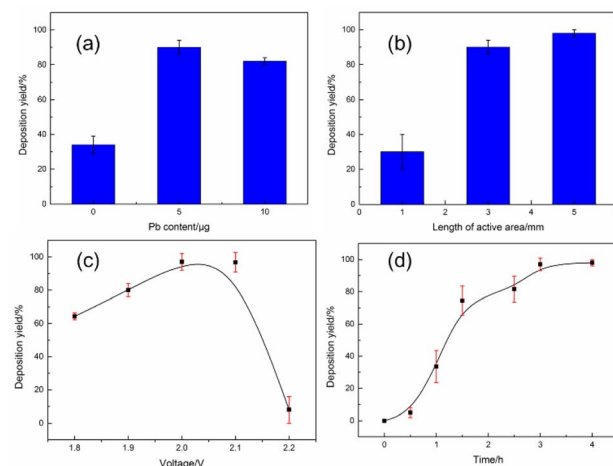 (a)
Deposition yield/%
100
80
60
40
20
0
0 5 10
Pb content/μg
(b)
Deposition yield/%
100
80
60
40
20
0
0 1 2 3 4 5
Length of active area/mm
(c)
Deposition yield/%
100
80
60
40
20
0
1.8 1.9 2.0 2.1 2.2
Voltage/V
(d)
Deposition yield/%
100
80
60
40
20
0
0 1 2 3 4
Time/h